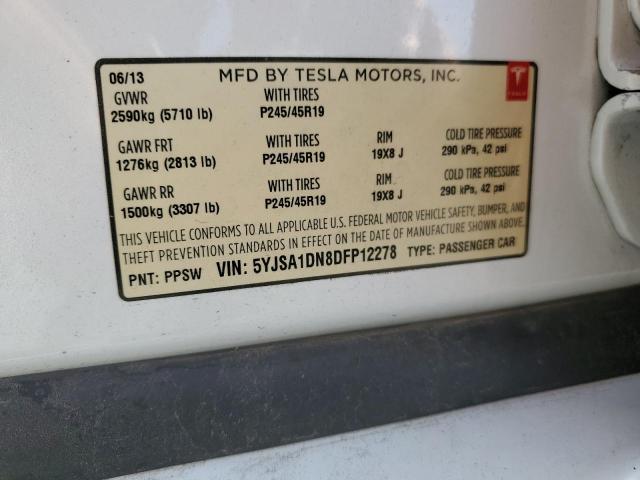 06/13 MFD BY TESLA MOTORS, INC. TESLA
GVWR WITH TIRES
2590kg (5710 lb) P245/45R19
GAWR FRT WITH TIRES RIM COLD TIRE PRESSURE
1276kg (2813 lb) P245/45R19 19X8 J 290 kPa, 42 psi
GAWR RR WITH TIRES RIM COLD TIRE PRESSURE
1500kg (3307 lb) P245/45R19 19X8 J 290 kPa, 42 psi
THIS VEHICLE CONFORMS TO ALL APPLICABLE U.S. FEDERAL MOTOR VEHICLE SAFETY, BUMPER, AND
THEFT PREVENTION STANDARDS IN EFFECT ON THE DATE OF MANUFACTURE SHOWN ABOVE.
PNT: PPSW VIN: 5YJSA1DN8DFP12278 TYPE: PASSENGER CAR